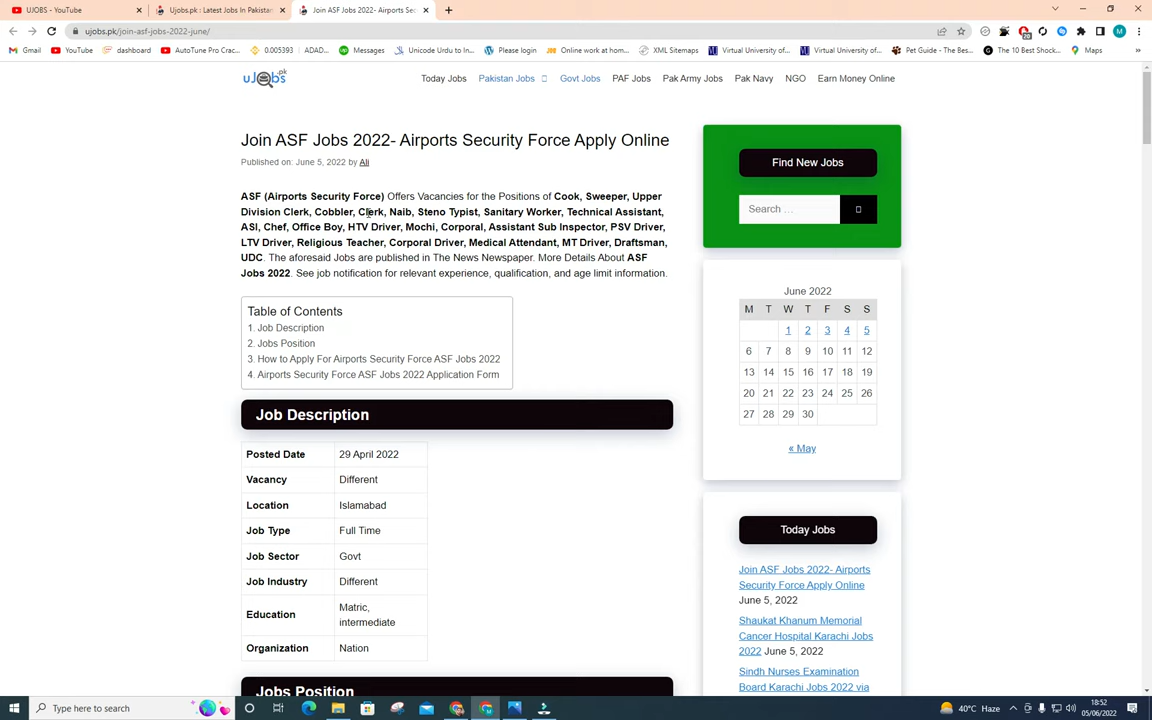 UJOBS - YouTube
Ujobs.pk : Latest Jobs In Pakistan
Join ASF Jobs 2022- Airports Sec
ujobs.pk/join-asf-jobs-2022-june/
20
M
Gmail
YouTube
dashboard
AutoTune Pro Crac...
0.005393 | ADAD...
Messages
Unicode Urdu to In...
Please login
Online work at hom...
XML Sitemaps
Virtual University of...
Virtual University of...
Pet Guide - The Bes...
The 10 Best Shock...
Maps
»
uJobs pk
Today Jobs
Pakistan Jobs
Govt Jobs
PAF Jobs
Pak Army Jobs
Pak Navy
NGO
Earn Money Online
Join ASF Jobs 2022- Airports Security Force Apply Online
Published on: June 5, 2022 by Ali
ASF (Airports Security Force) Offers Vacancies for the Positions of Cook, Sweeper, Upper
Division Clerk, Cobbler, Clerk, Naib, Steno Typist, Sanitary Worker, Technical Assistant,
ASI, Chef, Office Boy, HTV Driver, Mochi, Corporal, Assistant Sub Inspector, PSV Driver,
LTV Driver, Religious Teacher, Corporal Driver, Medical Attendant, MT Driver, Draftsman,
UDC. The aforesaid Jobs are published in The News Newspaper. More Details About ASF
Jobs 2022. See job notification for relevant experience, qualification, and age limit information.
Table of Contents
1. Job Description
2. Jobs Position
3. How to Apply For Airports Security Force ASF Jobs 2022
4. Airports Security Force ASF Jobs 2022 Application Form
Job Description
Posted Date 29 April 2022
Vacancy Different
Location Islamabad
Job Type Full Time
Job Sector Govt
Job Industry Different
Education Matric,
intermediate
Organization Nation
Jobs Position
Find New Jobs
Search …
June 2022
M T W T F S S
1 2 3 4 5
6 7 8 9 10 11 12
13 14 15 16 17 18 19
20 21 22 23 24 25 26
27 28 29 30
« May
Today Jobs
Join ASF Jobs 2022- Airports
Security Force Apply Online
June 5, 2022
Shaukat Khanum Memorial
Cancer Hospital Karachi Jobs
2022 June 5, 2022
Sindh Nurses Examination
Board Karachi Jobs 2022 via
Type here to search
40°C Haze
18:52
05/06/2022